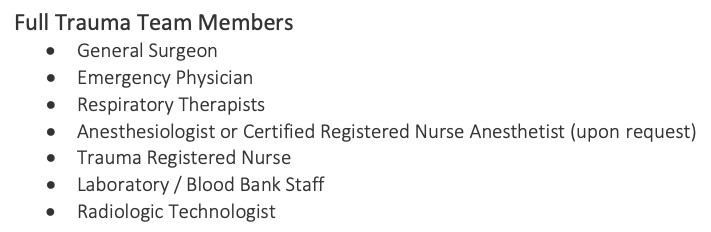 Full Trauma Team Members
• General Surgeon
• Emergency Physician
• Respiratory Therapists
• Anesthesiologist or Certified Registered Nurse Anesthetist (upon request)
• Trauma Registered Nurse
• Laboratory / Blood Bank Staff
• Radiologic Technologist